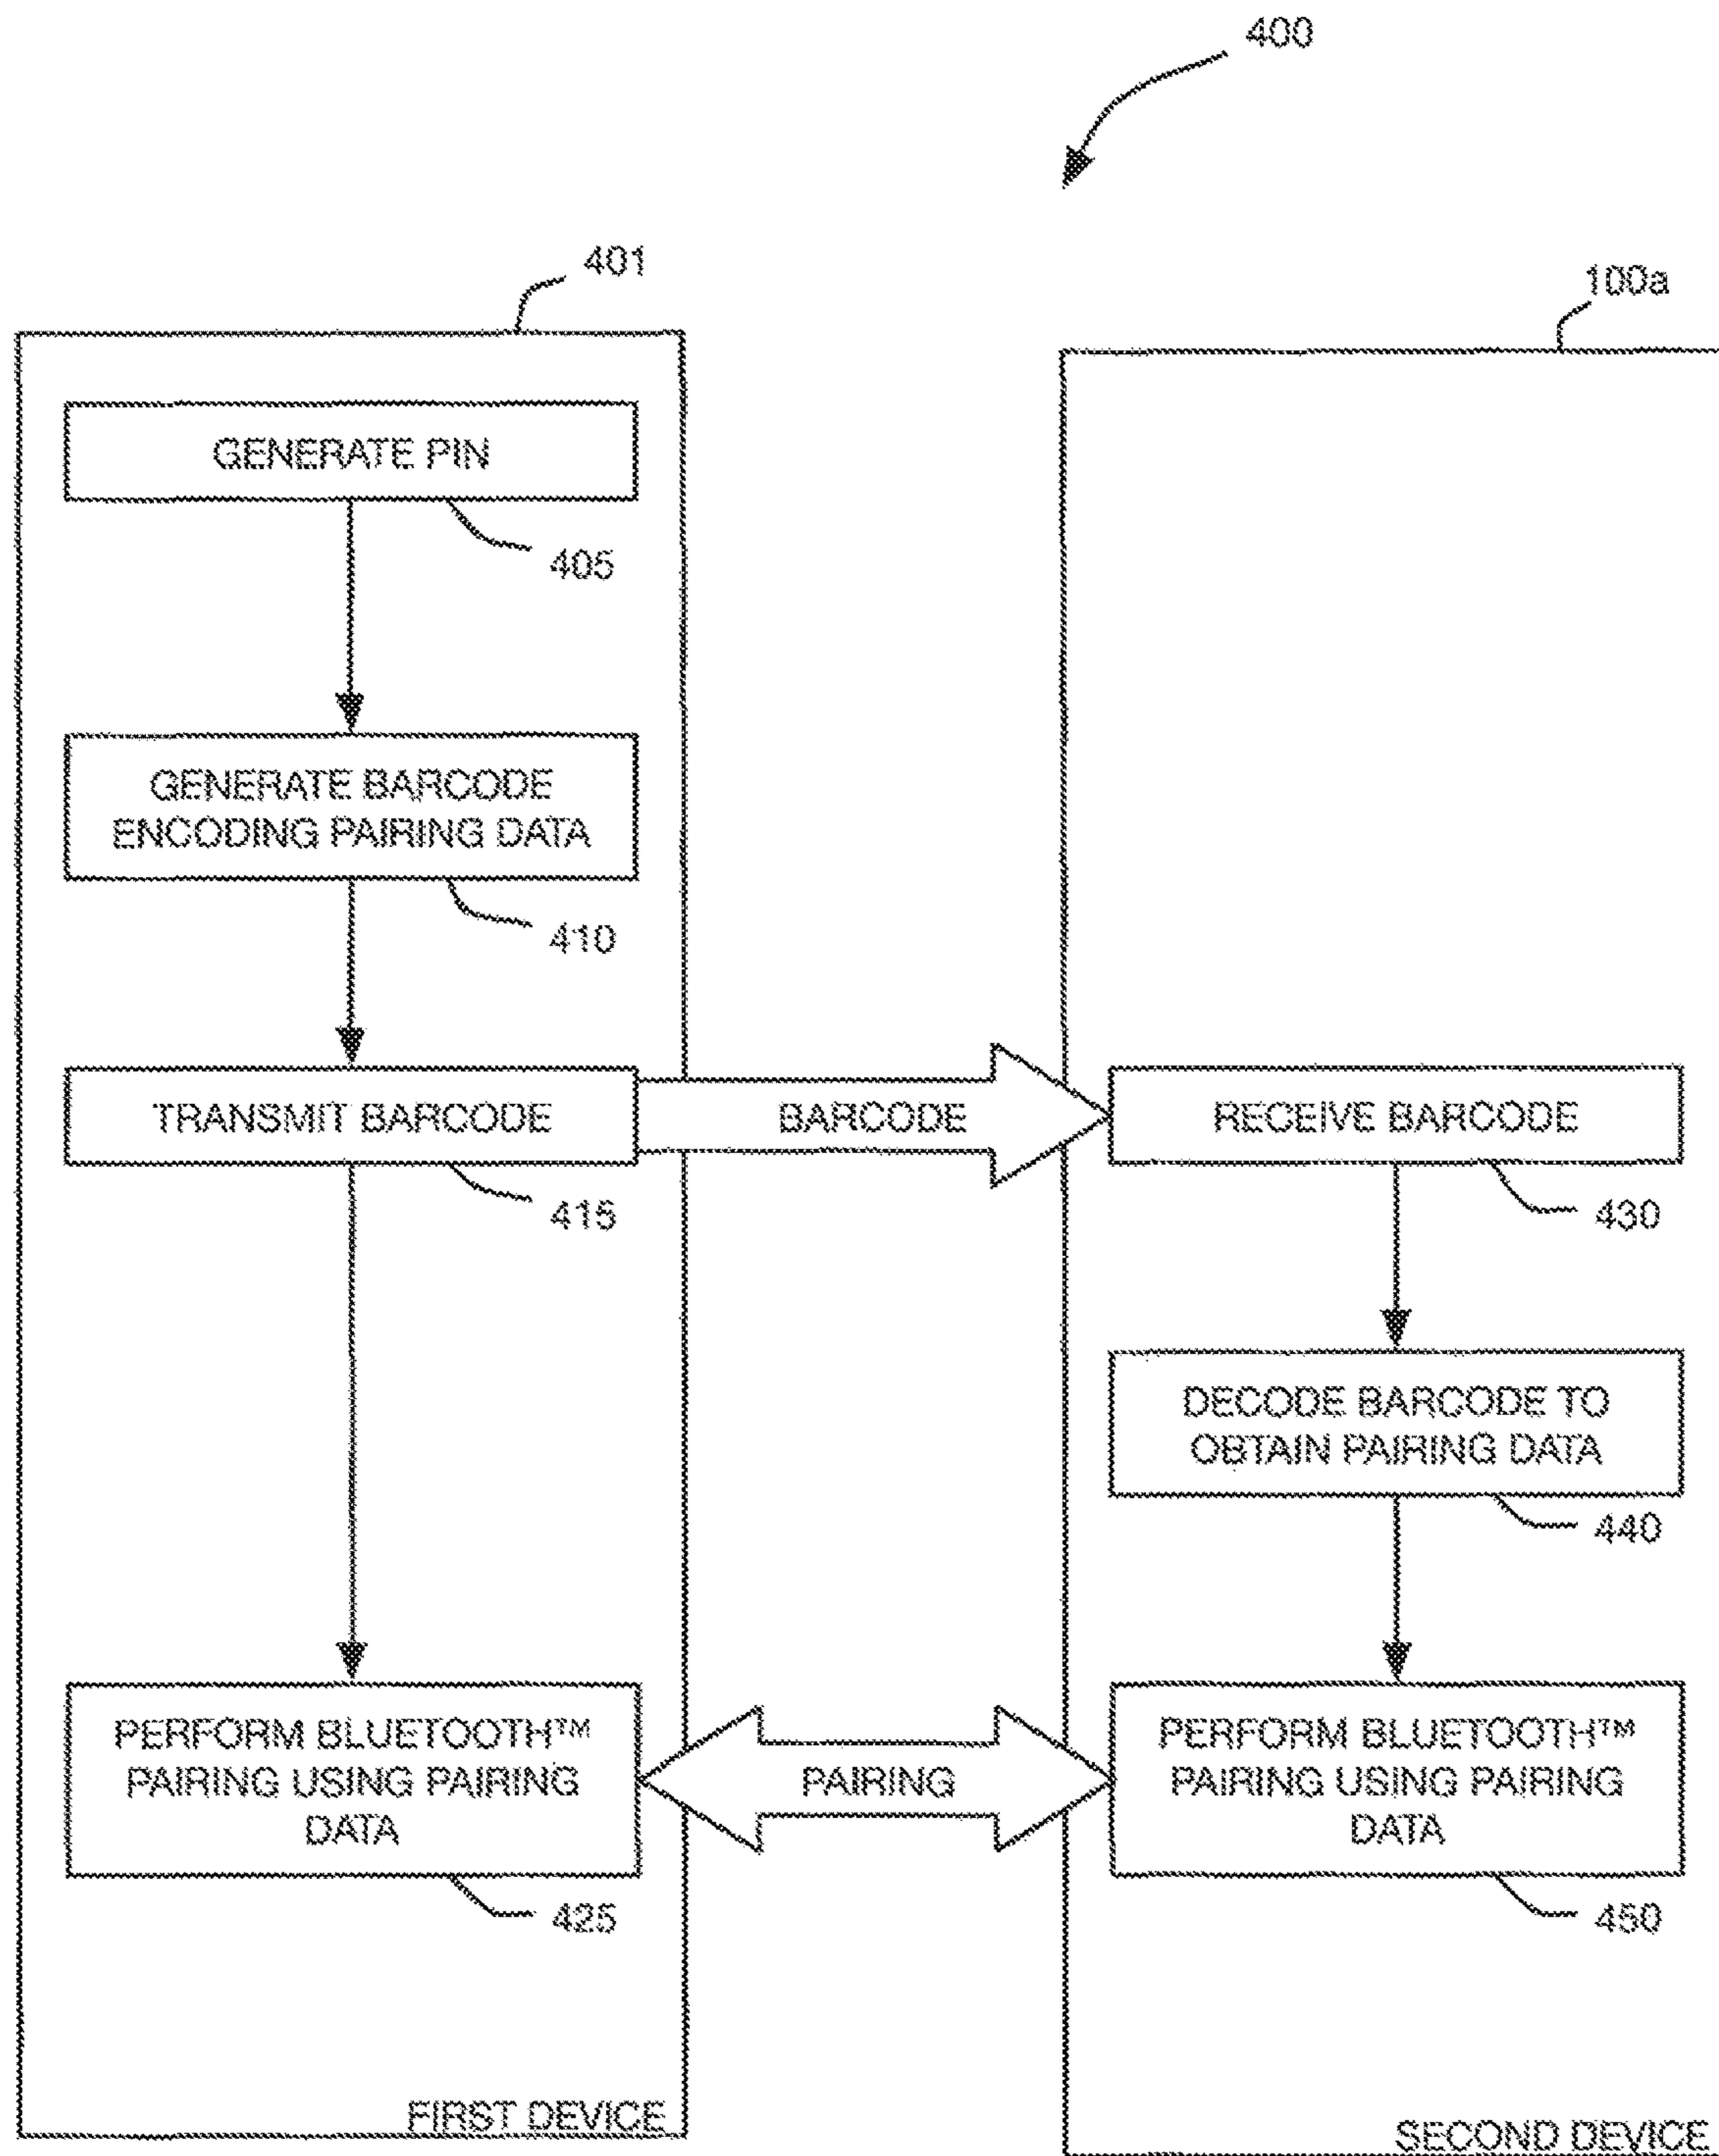 400
401
100a
GENERATE PIN
405
GENERATE BARCODE
ENCODING PAIRING DATA
410
TRANSMIT BARCODE
BARCODE
RECEIVE BARCODE
415
430
DECODE BARCODE TO
OBTAIN PAIRING DATA
440
PERFORM BLUETOOTH™
PAIRING USING PAIRING
DATA
PAIRING
PERFORM BLUETOOTH™
PAIRING USING PAIRING
DATA
425
450
FIRST DEVICE
SECOND DEVICE